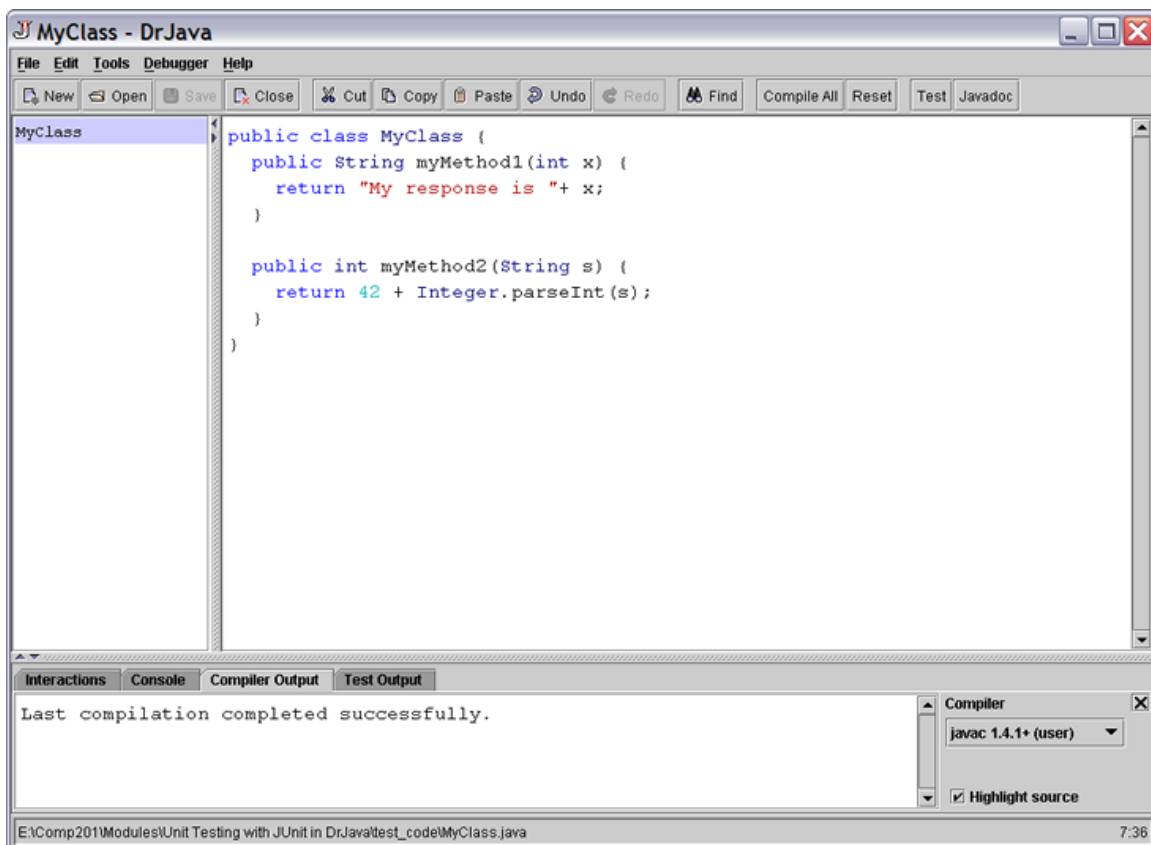 MyClass - DrJava
File Edit Tools Debugger Help
New Open Save Close Cut Copy Paste Undo Redo Find Compile All Reset Test Javadoc
MyClass
public class MyClass {
  public String myMethod1(int x) {
    return "My response is "+ x;
  }

  public int myMethod2(String s) {
    return 42 + Integer.parseInt(s);
  }
}
Interactions Console Compiler Output Test Output
Last compilation completed successfully.
Compiler
javac 1.4.1+ (user)
Highlight source
E:\Comp201\Modules\Unit Testing with JUnit in DrJava\test_code\MyClass.java
7:36